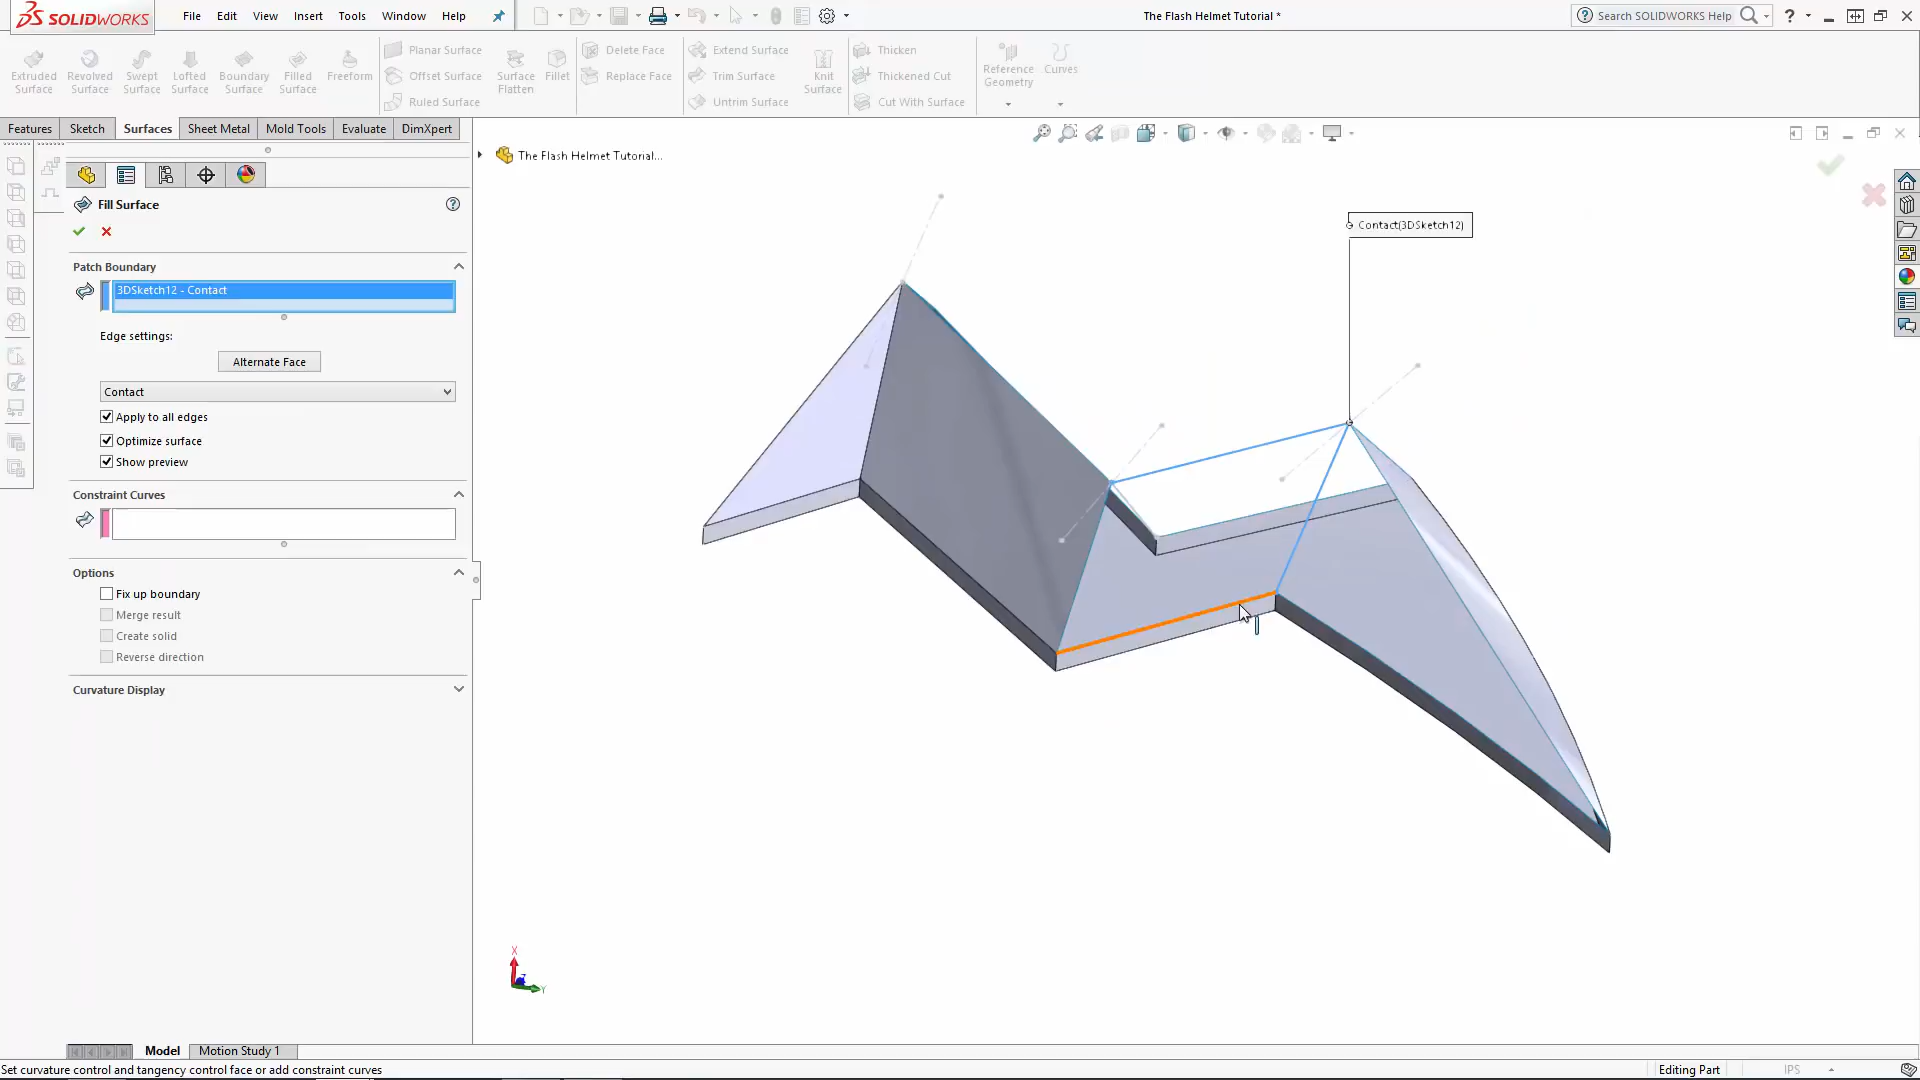 SOLIDWORKS
File Edit View Insert Tools Window Help
The Flash Helmet Tutorial *
Search SOLIDWORKS Help
Extruded Surface
Revolved Surface
Swept Surface
Lofted Surface
Boundary Surface
Filled Surface
Freeform
Planar Surface
Offset Surface
Ruled Surface
Surface Flatten
Fillet
Delete Face
Replace Face
Extend Surface
Trim Surface
Untrim Surface
Knit Surface
Thicken
Thickened Cut
Cut With Surface
Reference Geometry
Curves
Features Sketch Surfaces Sheet Metal Mold Tools Evaluate DimXpert
The Flash Helmet Tutorial...
Fill Surface
Contact(3DSketch12)
Patch Boundary
3DSketch12 - Contact
Edge settings:
Alternate Face
Contact
Apply to all edges
Optimize surface
Show preview
Constraint Curves
Options
Fix up boundary
Merge result
Create solid
Reverse direction
Curvature Display
X
Y
Z
Model Motion Study 1
Set curvature control and tangency control face or add constraint curves
Editing Part
IPS